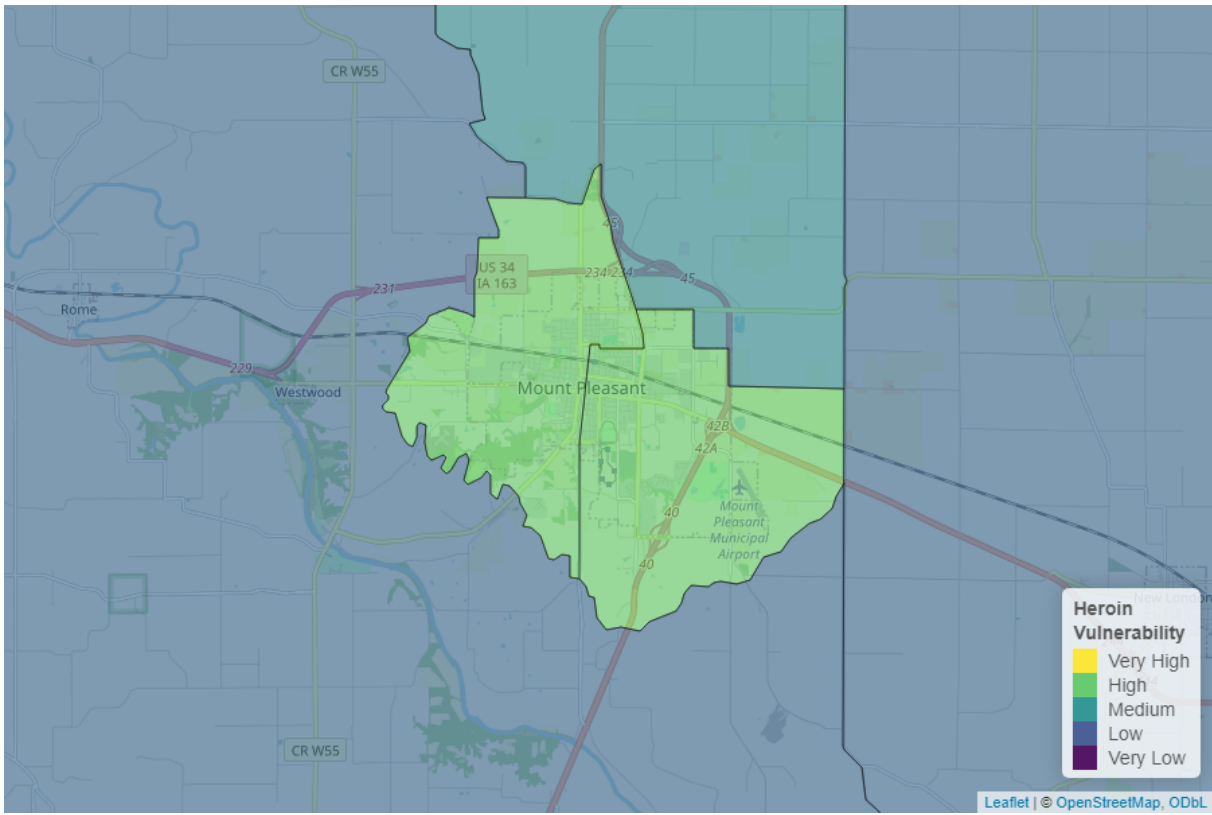 CR W55
45
US 34
IA 163
234 234
45
231
Rome
229
Westwood
Mount Pleasant
42B
42A
Mount
Pleasant
Municipal
Airport
40
40
New London
CR W55
Heroin
Vulnerability
Very High
High
Medium
Low
Very Low
Leaflet | © OpenStreetMap, ODbL